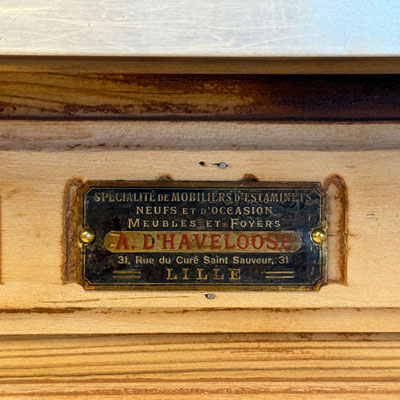 SPÉCIALITÉ DE MOBILIERS D'ESTAMINETS
NEUFS ET D'OCCASION
MEUBLES ET FOYERS
A. D'HAVELOOSE
31, Rue du Curé Saint Sauveur, 31
LILLE